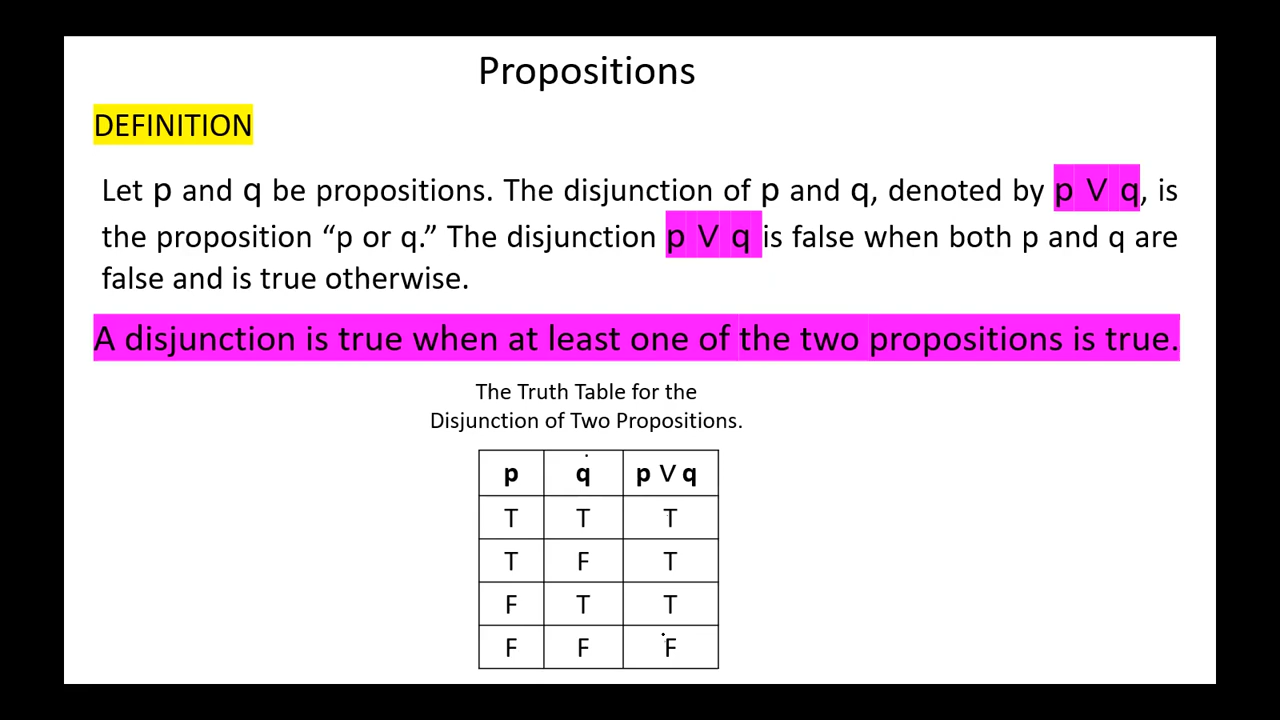 Propositions
DEFINITION
Let p and q be propositions. The disjunction of p and q, denoted by p ∨ q, is
the proposition “p or q.” The disjunction p ∨ q is false when both p and q are
false and is true otherwise.
A disjunction is true when at least one of the two propositions is true.
The Truth Table for the
Disjunction of Two Propositions.
p q p ∨ q
T T T
T F T
F T T
F F F